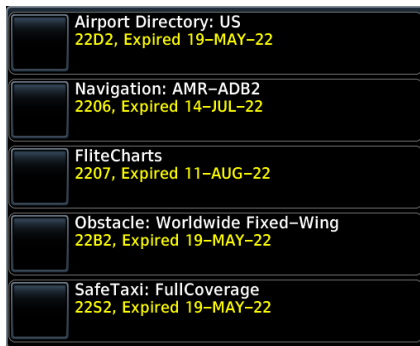 Airport Directory: US
22D2, Expired 19–MAY–22
Navigation: AMR–ADB2
2206, Expired 14–JUL–22
FliteCharts
2207, Expired 11–AUG–22
Obstacle: Worldwide Fixed–Wing
22B2, Expired 19–MAY–22
SafeTaxi: FullCoverage
22S2, Expired 19–MAY–22